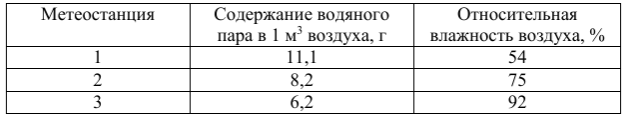 Метеостанция Содержание водяного пара в 1 м³ воздуха, г Относительная влажность воздуха, %
1 11,1 54
2 8,2 75
3 6,2 92